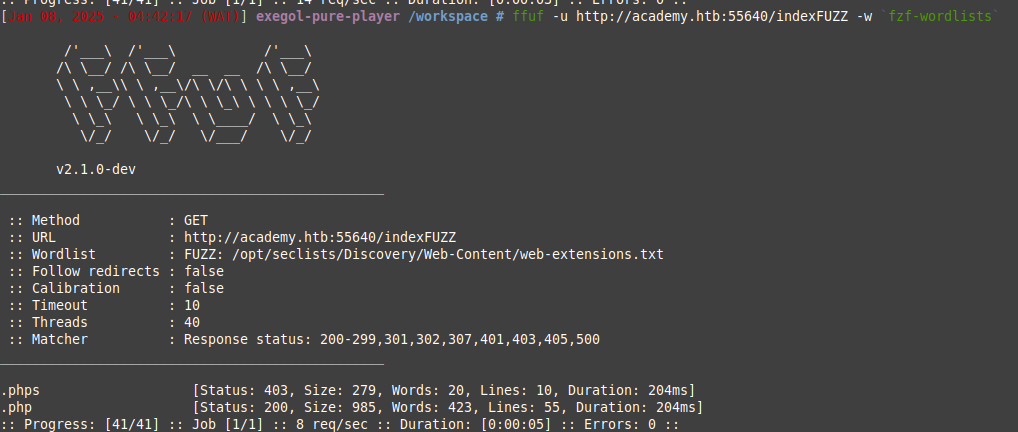 :: Progress: [41/41] :: Job [1/1] :: 14 req/sec :: Duration: [0:00:05] :: Errors: 0 ::
[Jan 08, 2025 - 01:42:17 (WAT)] exegol-pure-player /workspace # ffuf -u http://academy.htb:55640/indexFUZZ -w `fzf-wordlists`
v2.1.0-dev
:: Method : GET
:: URL : http://academy.htb:55640/indexFUZZ
:: Wordlist : FUZZ: /opt/seclists/Discovery/Web-Content/web-extensions.txt
:: Follow redirects : false
:: Calibration : false
:: Timeout : 10
:: Threads : 40
:: Matcher : Response status: 200-299,301,302,307,401,403,405,500
.phps [Status: 403, Size: 279, Words: 20, Lines: 10, Duration: 204ms]
.php [Status: 200, Size: 985, Words: 423, Lines: 55, Duration: 204ms]
:: Progress: [41/41] :: Job [1/1] :: 8 req/sec :: Duration: [0:00:05] :: Errors: 0 ::